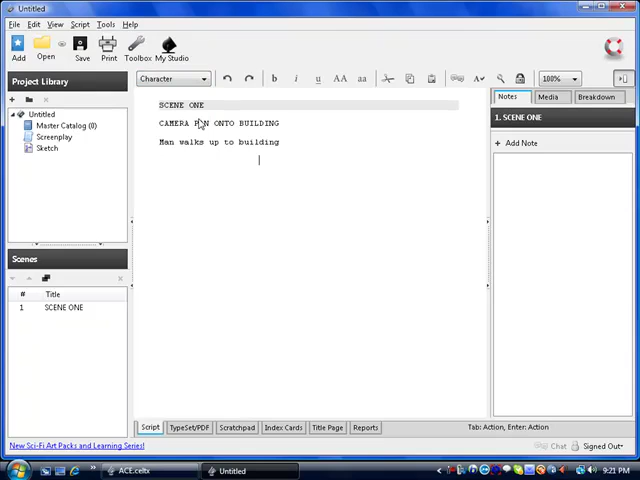 Untitled
File Edit View Script Tools Help
Add Open Save Print Toolbox My Studio
Project Library
Untitled
Master Catalog (0)
Screenplay
Sketch
Scenes
# Title
1 SCENE ONE
Character b i u AA aa 100%
SCENE ONE
CAMERA PAN ONTO BUILDING
Man walks up to building
Notes Media Breakdown
1. SCENE ONE
+ Add Note
Script TypeSet/PDF Scratchpad Index Cards Title Page Reports
Tab: Action, Enter: Action
New Sci-Fi Art Packs and Learning Series!
Chat Signed Out
ACE.celtx Untitled 9:21 PM